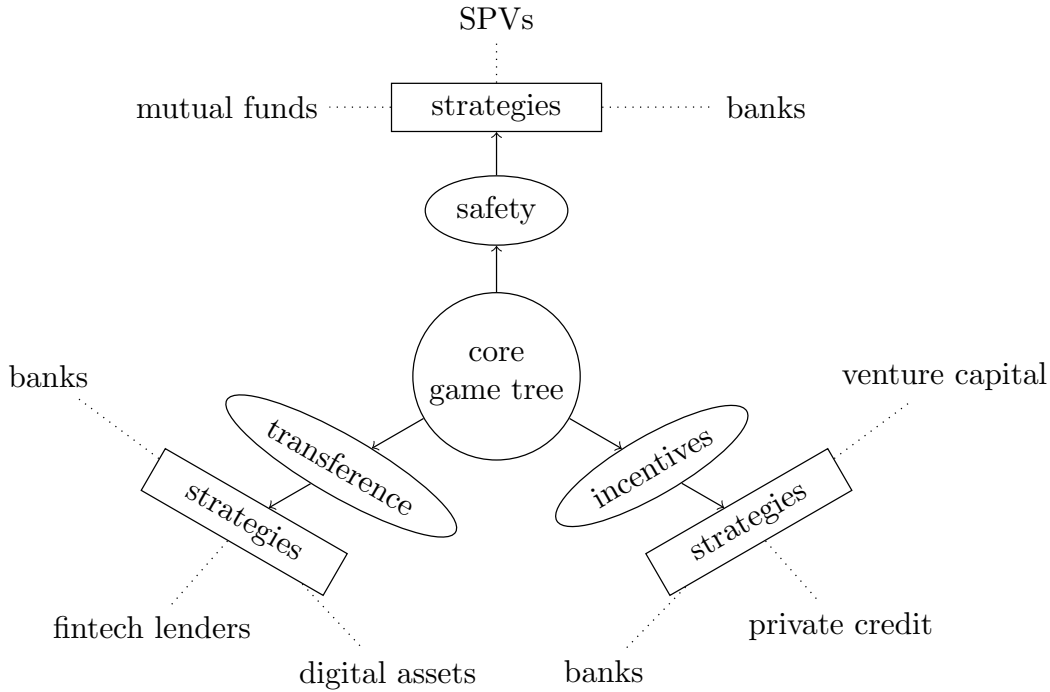 SPVs
mutual funds
strategies
banks
safety
core
game tree
banks
venture capital
transference
incentives
strategies
strategies
fintech lenders
private credit
digital assets
banks